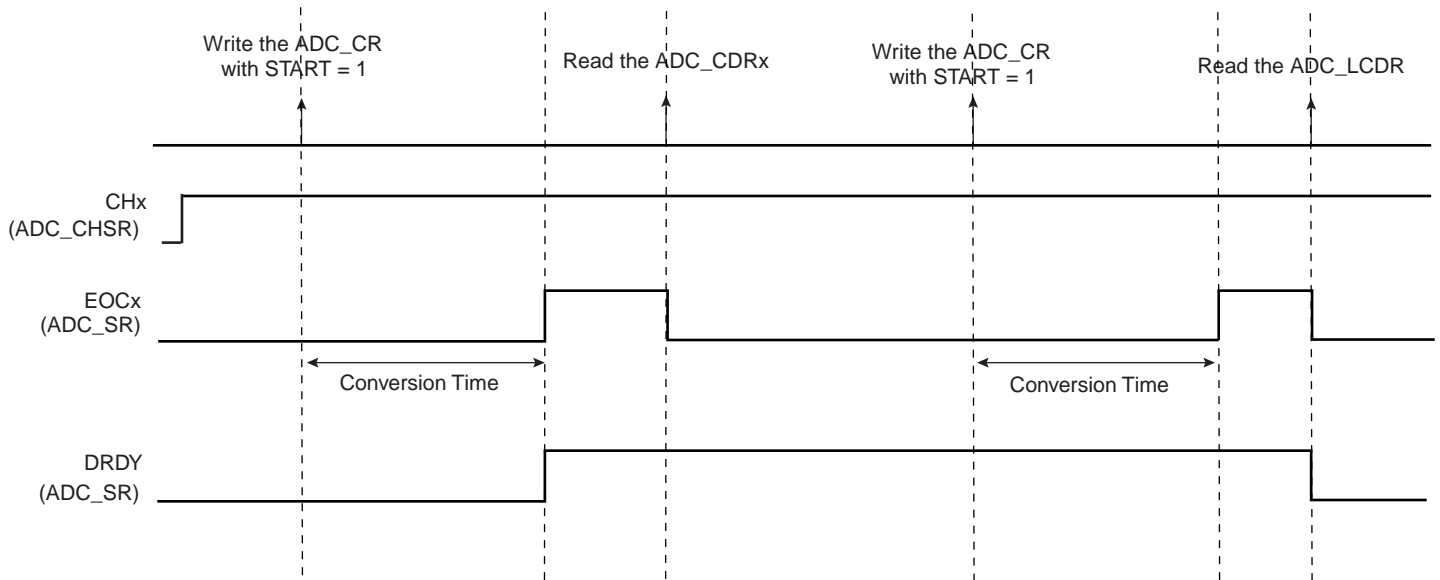 Write the ADC_CR
with START = 1
Read the ADC_CDRx
Write the ADC_CR
with START = 1
Read the ADC_LCDR
CHx
(ADC_CHSR)
EOCx
(ADC_SR)
Conversion Time
Conversion Time
DRDY
(ADC_SR)